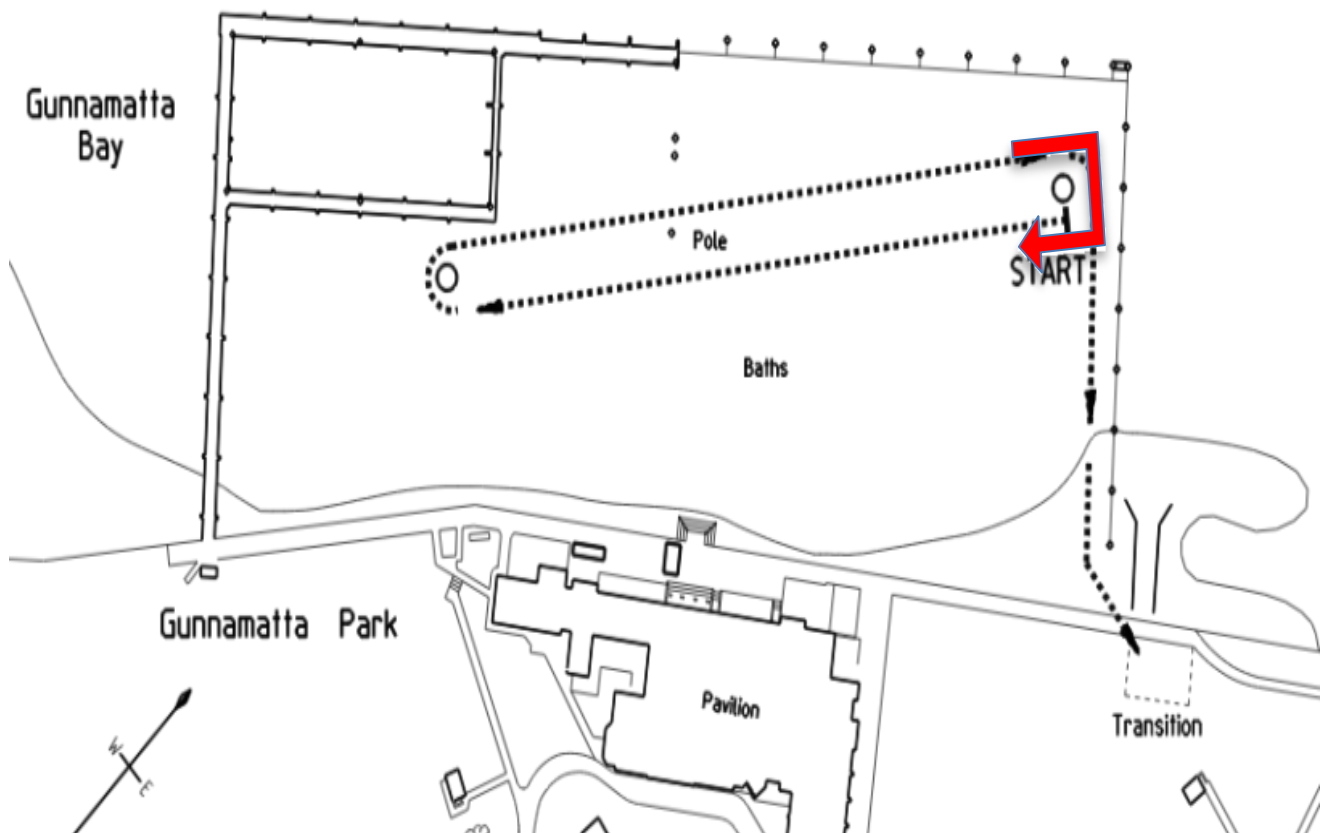 Gunnamatta
Bay
Pole
START
Baths
Gunnamatta Park
Pavilion
Transition
W
E